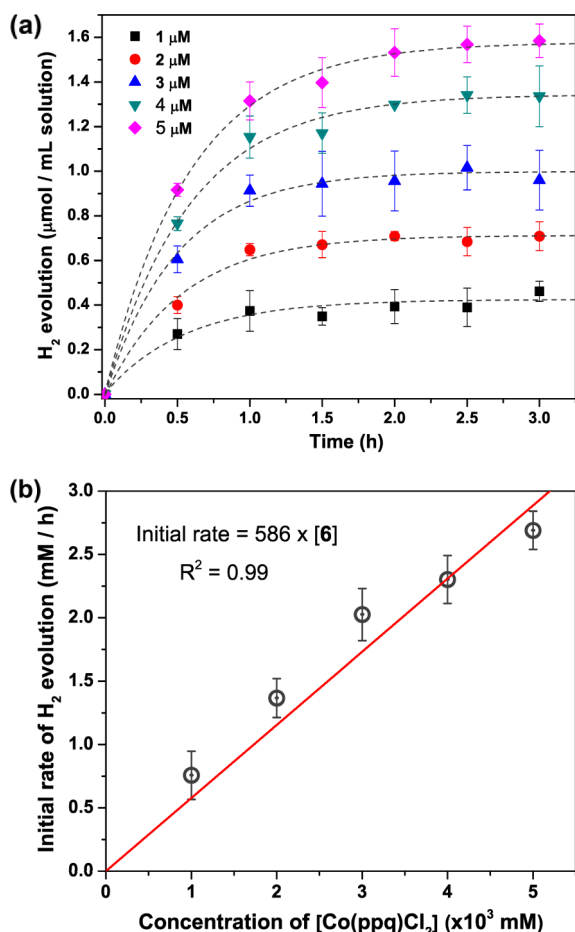 (a)
1 μM
2 μM
3 μM
4 μM
5 μM
H₂ evolution (μmol / mL solution)
1.6
1.4
1.2
1.0
0.8
0.6
0.4
0.2
0.0
0.0 0.5 1.0 1.5 2.0 2.5 3.0
Time (h)
(b)
Initial rate = 586 x [6]
R² = 0.99
Initial rate of H₂ evolution (mM / h)
3.0
2.5
2.0
1.5
1.0
0.5
0.0
0 1 2 3 4 5
Concentration of [Co(ppq)Cl₂] (x10³ mM)